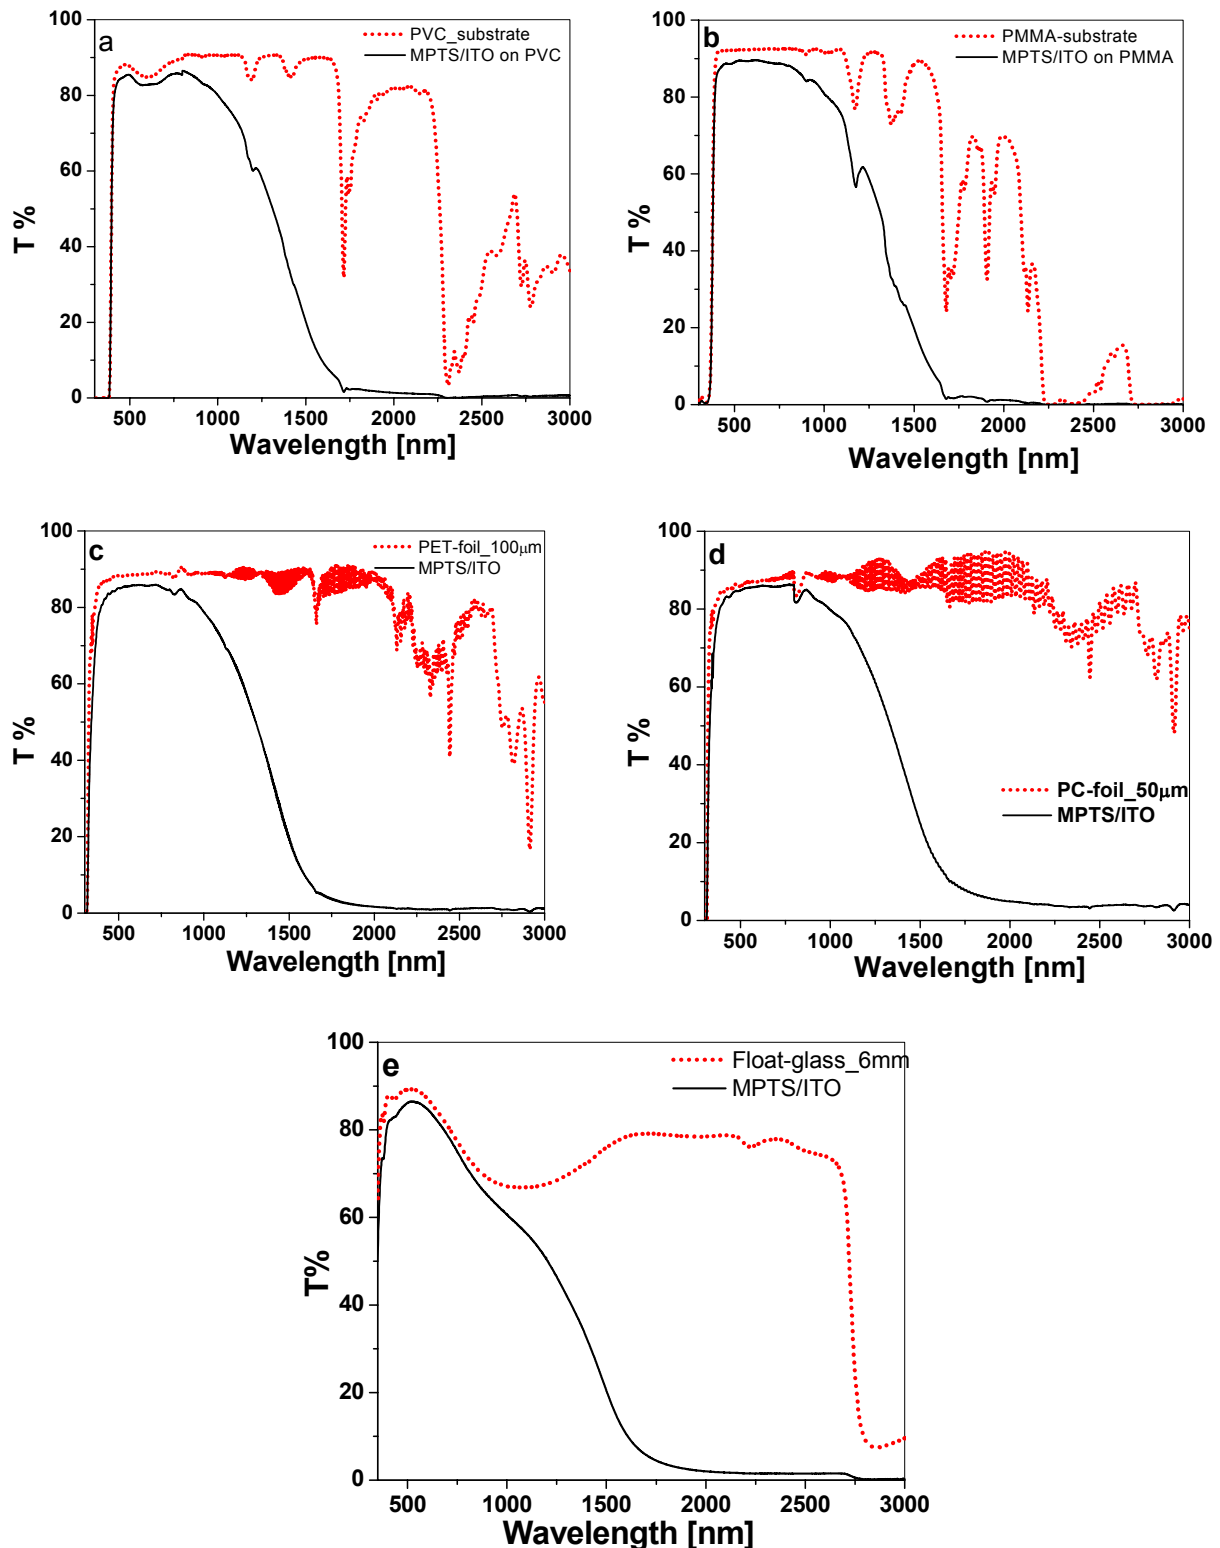 a
PVC_substrate
MPTS/ITO on PVC
T %
100
80
60
40
20
0
500 1000 1500 2000 2500 3000
Wavelength [nm]
b
PMMA-substrate
MPTS/ITO on PMMA
T %
100
80
60
40
20
0
500 1000 1500 2000 2500 3000
Wavelength [nm]
c
PET-foil_100μm
MPTS/ITO
T %
100
80
60
40
20
0
500 1000 1500 2000 2500 3000
Wavelength [nm]
d
PC-foil_50μm
MPTS/ITO
T %
100
80
60
40
20
0
500 1000 1500 2000 2500 3000
Wavelength [nm]
e
Float-glass_6mm
MPTS/ITO
T%
100
80
60
40
20
0
500 1000 1500 2000 2500 3000
Wavelength [nm]